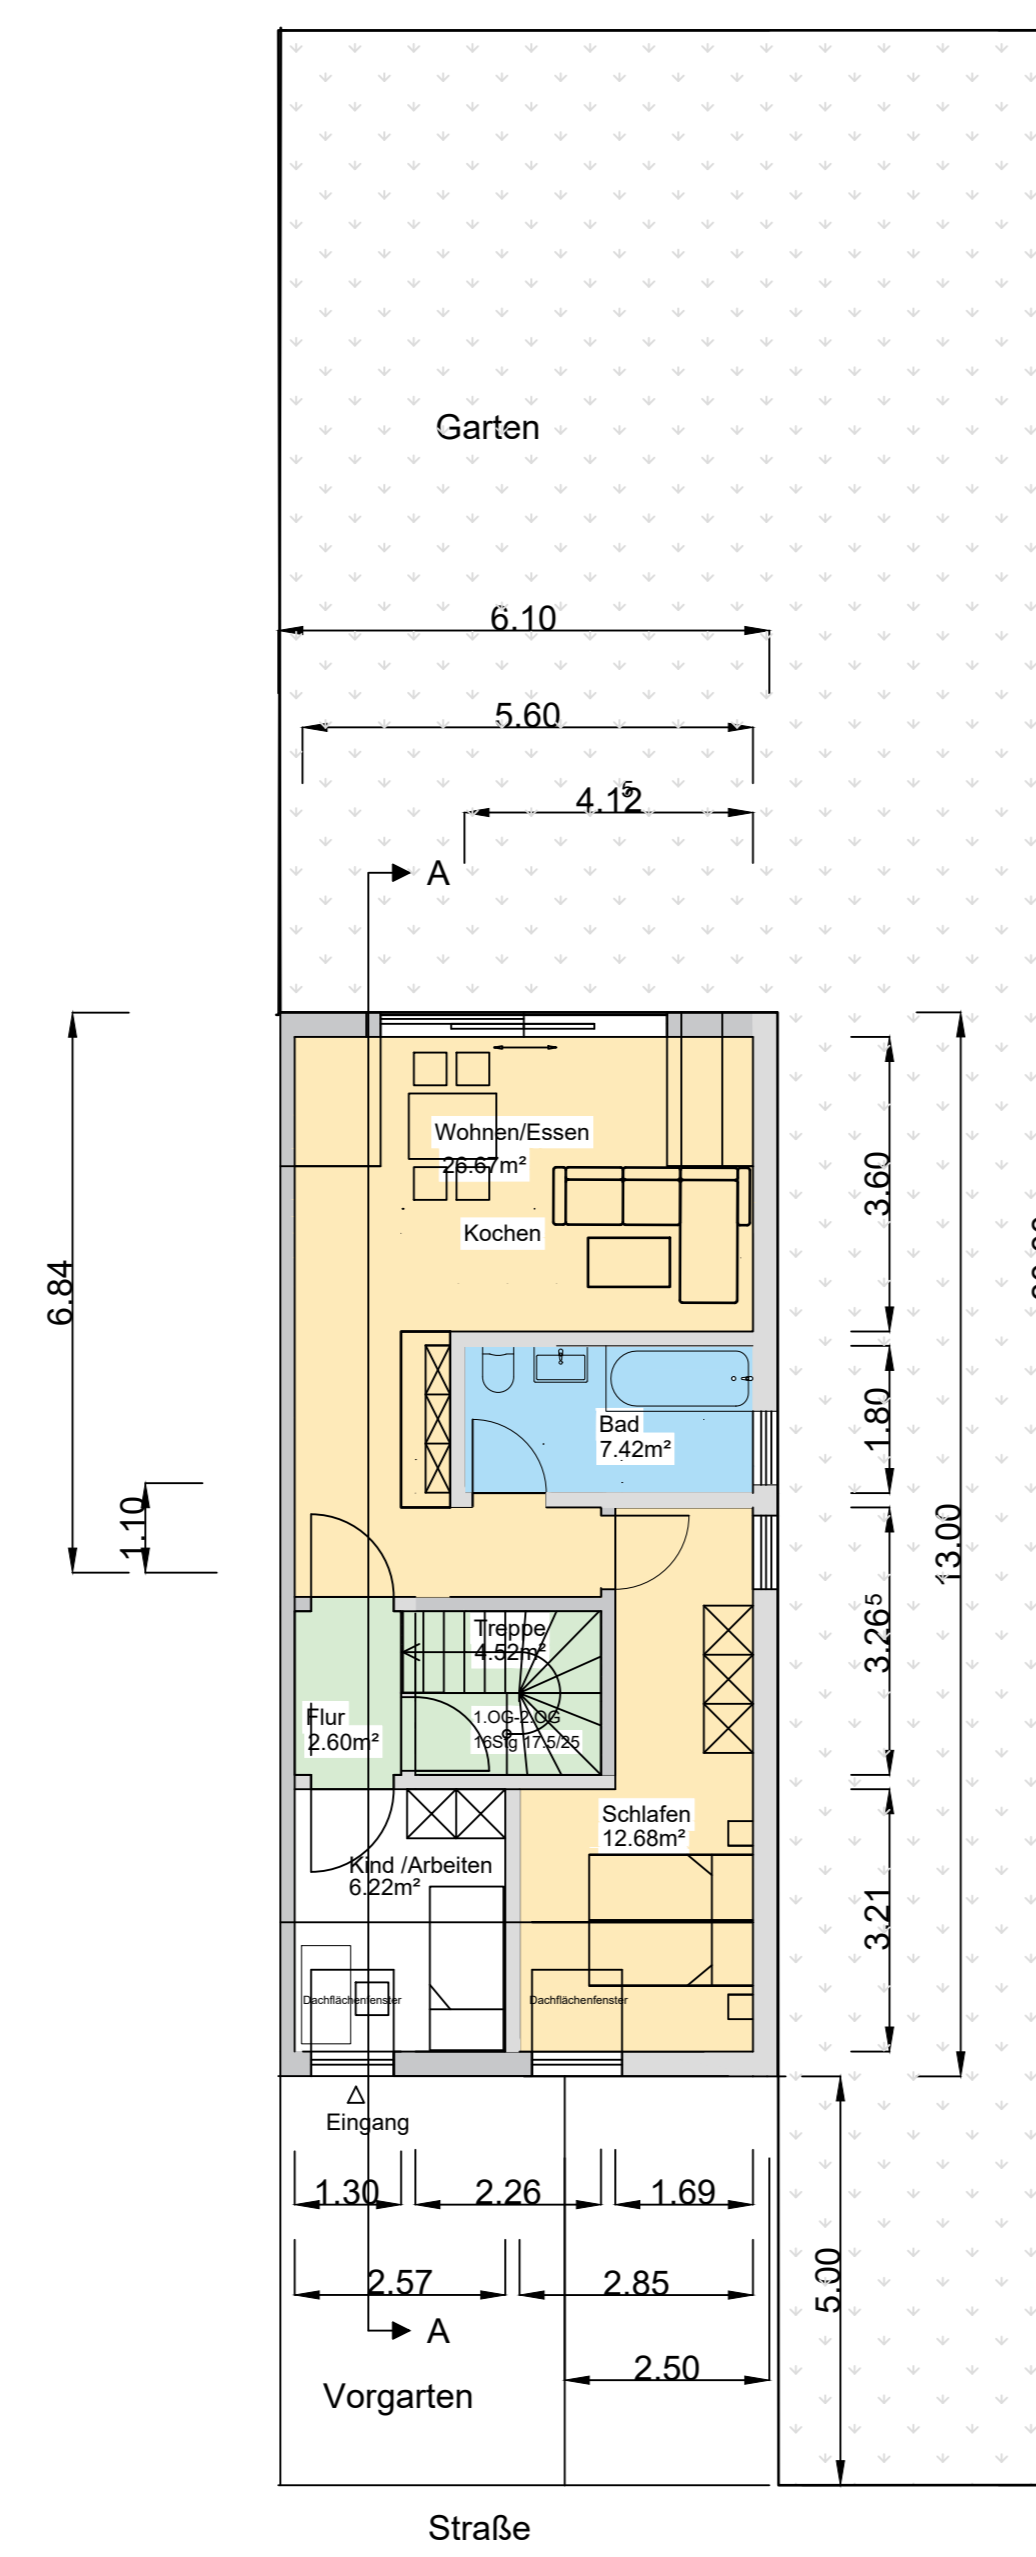 Garten
6.10
5.60
4.12⁵
A
Wohnen/Essen
26.67m²
Kochen
3.60
6.84
Bad
7.42m²
1.80
1.10
13.00
3.26⁵
Treppe
4.52m²
Flur
2.60m²
1.OG-2.OG
16Stg 17.5/25
Schlafen
12.68m²
Kind /Arbeiten
6.22m²
3.21
Dachflächenfenster
Dachflächenfenster
Eingang
1.30
2.26
1.69
5.00
2.57
2.85
A
2.50
Vorgarten
Straße